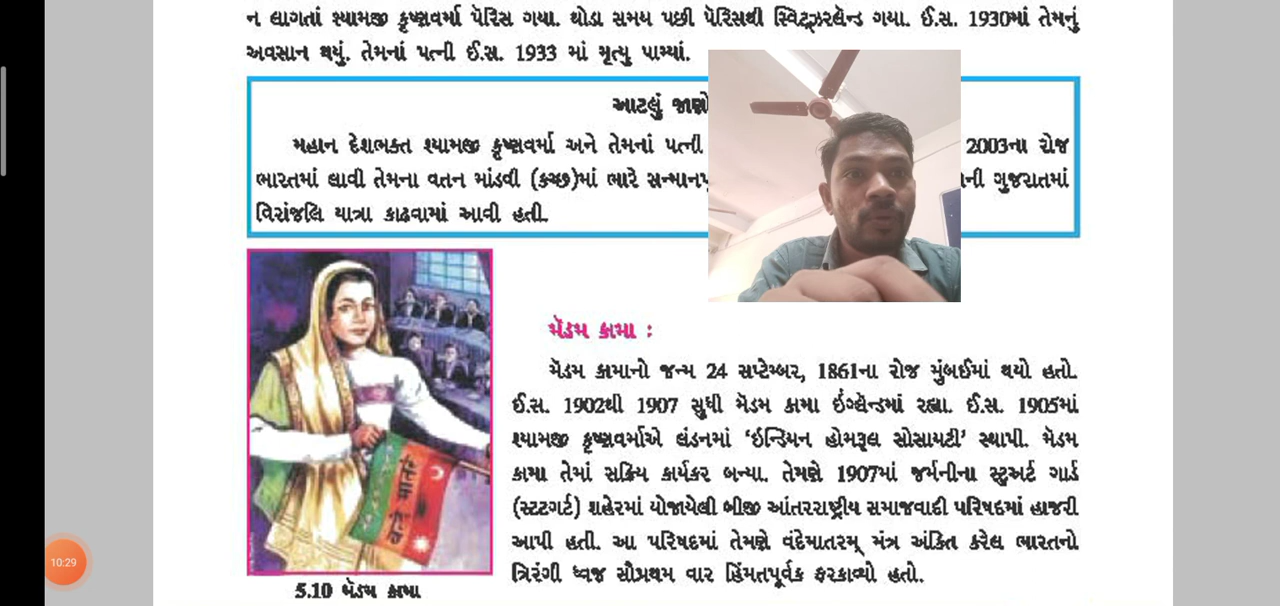 ન લાગતાં શ્યામજી કૃષ્ણવર્મા પૅરિસ ગયા. થોડા સમય પછી પૅરિસથી સ્વિટ્ઝરલૅન્ડ ગયા. ઈ.સ. 1930માં તેમનું
અવસાન થયું. તેમનાં પત્ની ઈ.સ. 1933 માં મૃત્યુ પામ્યાં.
આટલું જાણો
મહાન દેશભક્ત શ્યામજી કૃષ્ણવર્મા અને તેમનાં પત્ની 2003ના રોજ
ભારતમાં લાવી તેમના વતન માંડવી (કચ્છ)માં ભારે ગુજરાતમાં
વિરાંજલિ યાત્રા કાઢવામાં આવી હતી.
મૅડમ કામા :
મૅડમ કામાનો જન્મ 24 સપ્ટેમ્બર, 1861ના રોજ મુંબઈમાં થયો હતો.
ઈ.સ. 1902થી 1907 સુધી મૅડમ કામા ઇંગ્લૅન્ડમાં રહ્યા. ઈ.સ. 1905માં
શ્યામજી કૃષ્ણવર્માએ લંડનમાં ‘ઇન્ડિયન હોમરૂલ સોસાયટી’ સ્થાપી. મૅડમ
કામા તેમાં સક્રિય કાર્યકર બન્યા. તેમણે 1907માં જર્મનીના સ્ટુઅર્ટ ગાર્ડ
(સ્ટટગર્ટ) શહેરમાં યોજાયેલી બીજી આંતરરાષ્ટ્રીય સમાજવાદી પરિષદમાં હાજરી
આપી હતી. આ પરિષદમાં તેમણે વંદેમાતરમ્ મંત્ર અંકિત કરેલ ભારતનો
ત્રિરંગી ધ્વજ સૌપ્રથમ વાર હિંમતપૂર્વક ફરકાવ્યો હતો.
वंदे मातरं
5.10 મૅડમ કામા
10:29